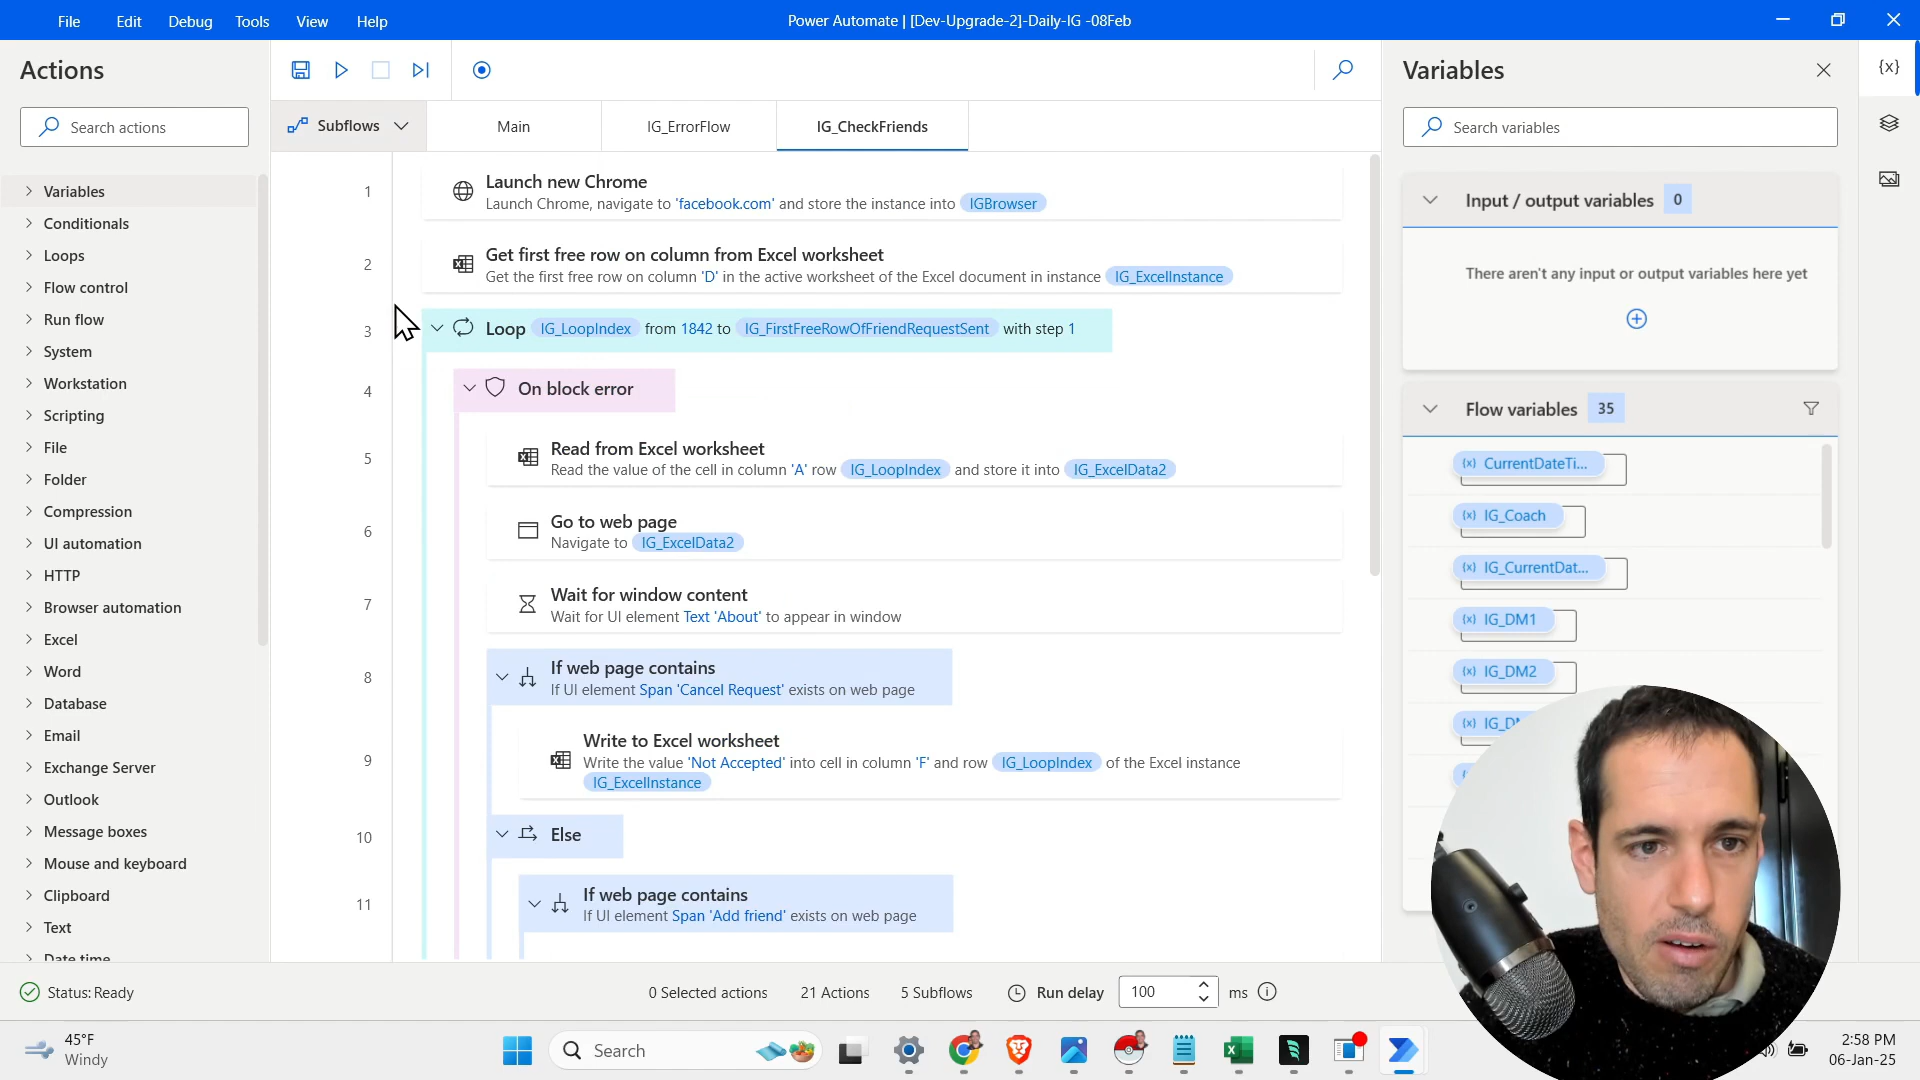 File Edit Debug Tools View Help
Power Automate | [Dev-Upgrade-2]-Daily-IG -08Feb
Actions
Search actions
Variables
Conditionals
Loops
Flow control
Run flow
System
Workstation
Scripting
File
Folder
Compression
UI automation
HTTP
Browser automation
Excel
Word
Database
Email
Exchange Server
Outlook
Message boxes
Mouse and keyboard
Clipboard
Text
Date time
Subflows
Main
IG_ErrorFlow
IG_CheckFriends
1
Launch new Chrome
Launch Chrome, navigate to 'facebook.com' and store the instance into IGBrowser
2
Get first free row on column from Excel worksheet
Get the first free row on column 'D' in the active worksheet of the Excel document in instance IG_ExcelInstance
3
Loop IG_LoopIndex from 1842 to IG_FirstFreeRowOfFriendRequestSent with step 1
4
On block error
5
Read from Excel worksheet
Read the value of the cell in column 'A' row IG_LoopIndex and store it into IG_ExcelData2
6
Go to web page
Navigate to IG_ExcelData2
7
Wait for window content
Wait for UI element Text 'About' to appear in window
8
If web page contains
If UI element Span 'Cancel Request' exists on web page
9
Write to Excel worksheet
Write the value 'Not Accepted' into cell in column 'F' and row IG_LoopIndex of the Excel instance
IG_ExcelInstance
10
Else
11
If web page contains
If UI element Span 'Add friend' exists on web page
Variables
{x}
Search variables
Input / output variables 0
There aren't any input or output variables here yet
Flow variables 35
{x} CurrentDateTi...
{x} IG_Coach
{x} IG_CurrentDat...
{x} IG_DM1
{x} IG_DM2
Status: Ready
0 Selected actions
21 Actions
5 Subflows
Run delay
100
ms
45°F
Windy
Search
2:58 PM
06-Jan-25